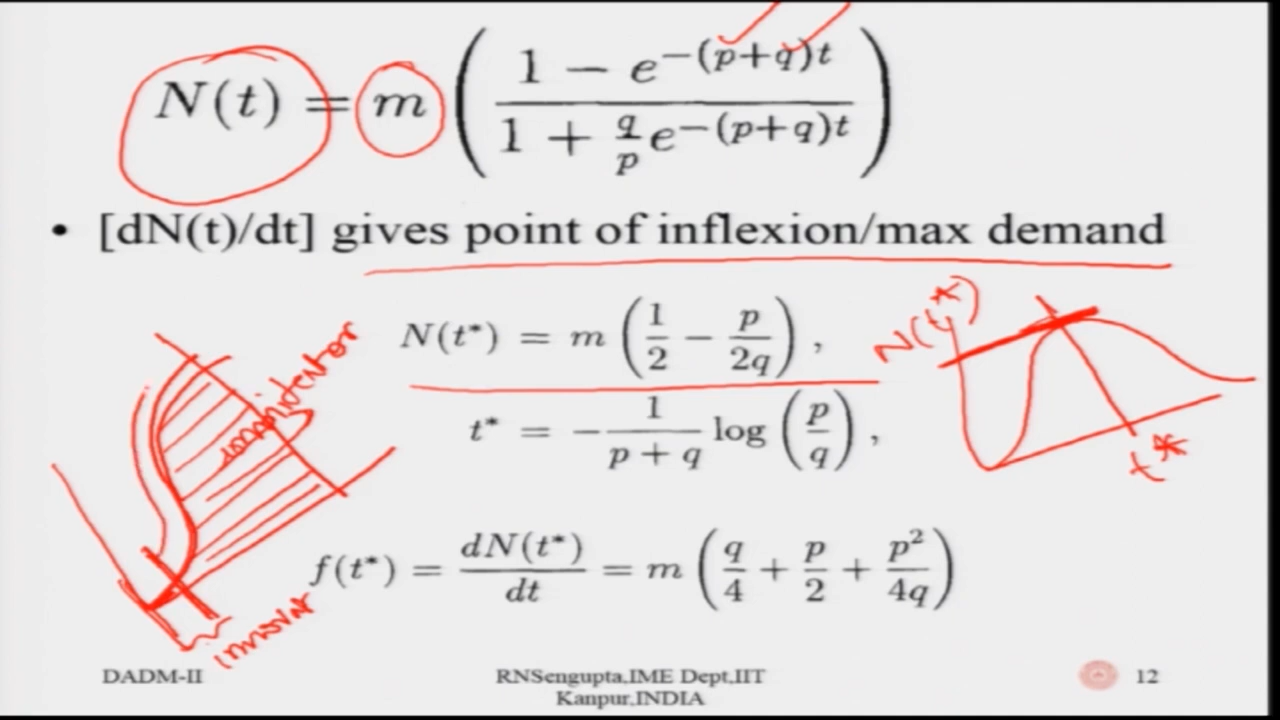 N(t) = m ( (1 − e^{−(p+q)t}) / (1 + (q/p) e^{−(p+q)t}) )
• [dN(t)/dt] gives point of inflexion/max demand
N(t*) = m ( 1/2 − p/2q ) ,
N(t*)
immitator
t* = − 1/(p + q) log ( p/q ) ,
t*
f(t*) = dN(t*)/dt = m ( q/4 + p/2 + p²/4q )
DADM-II
RNSengupta,IME Dept,IIT
Kanpur,INDIA
12